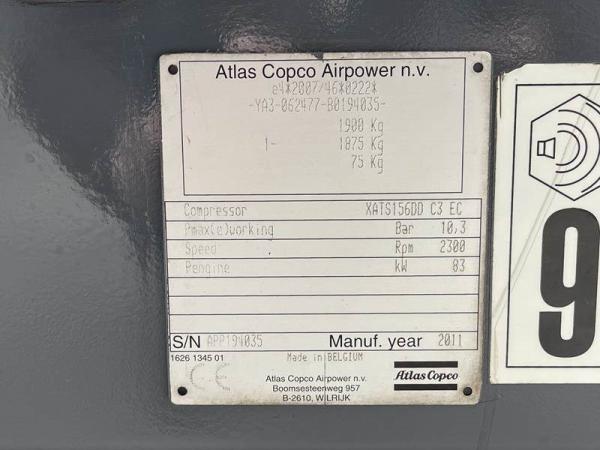 Atlas Copco Airpower n.v.
e4*2007/46*0222*
-YA3-062477-B0194035-
1900 Kg
1- 1875 Kg
75 Kg
Compressor XATS156DD C3 EC
Pmax(e)working Bar 10,3
Speed Rpm 2300
Pengine kW 83
S/N APP194035 Manuf. year 2011
1626 1345 01 Made in BELGIUM
CE
Atlas Copco Airpower n.v.
Boomsesteenweg 957
B-2610, WILRIJK
Atlas Copco
9